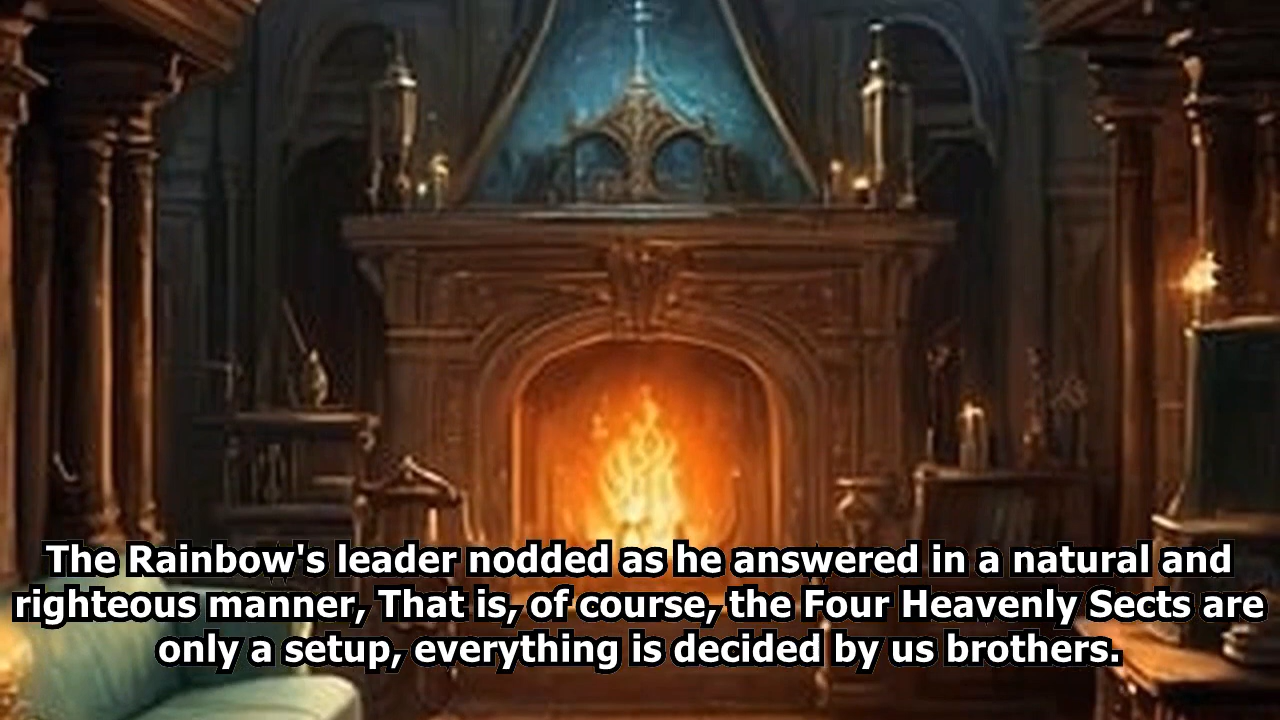 The Rainbow's leader nodded as he answered in a natural and
righteous manner, That is, of course, the Four Heavenly Sects are
only a setup, everything is decided by us brothers.